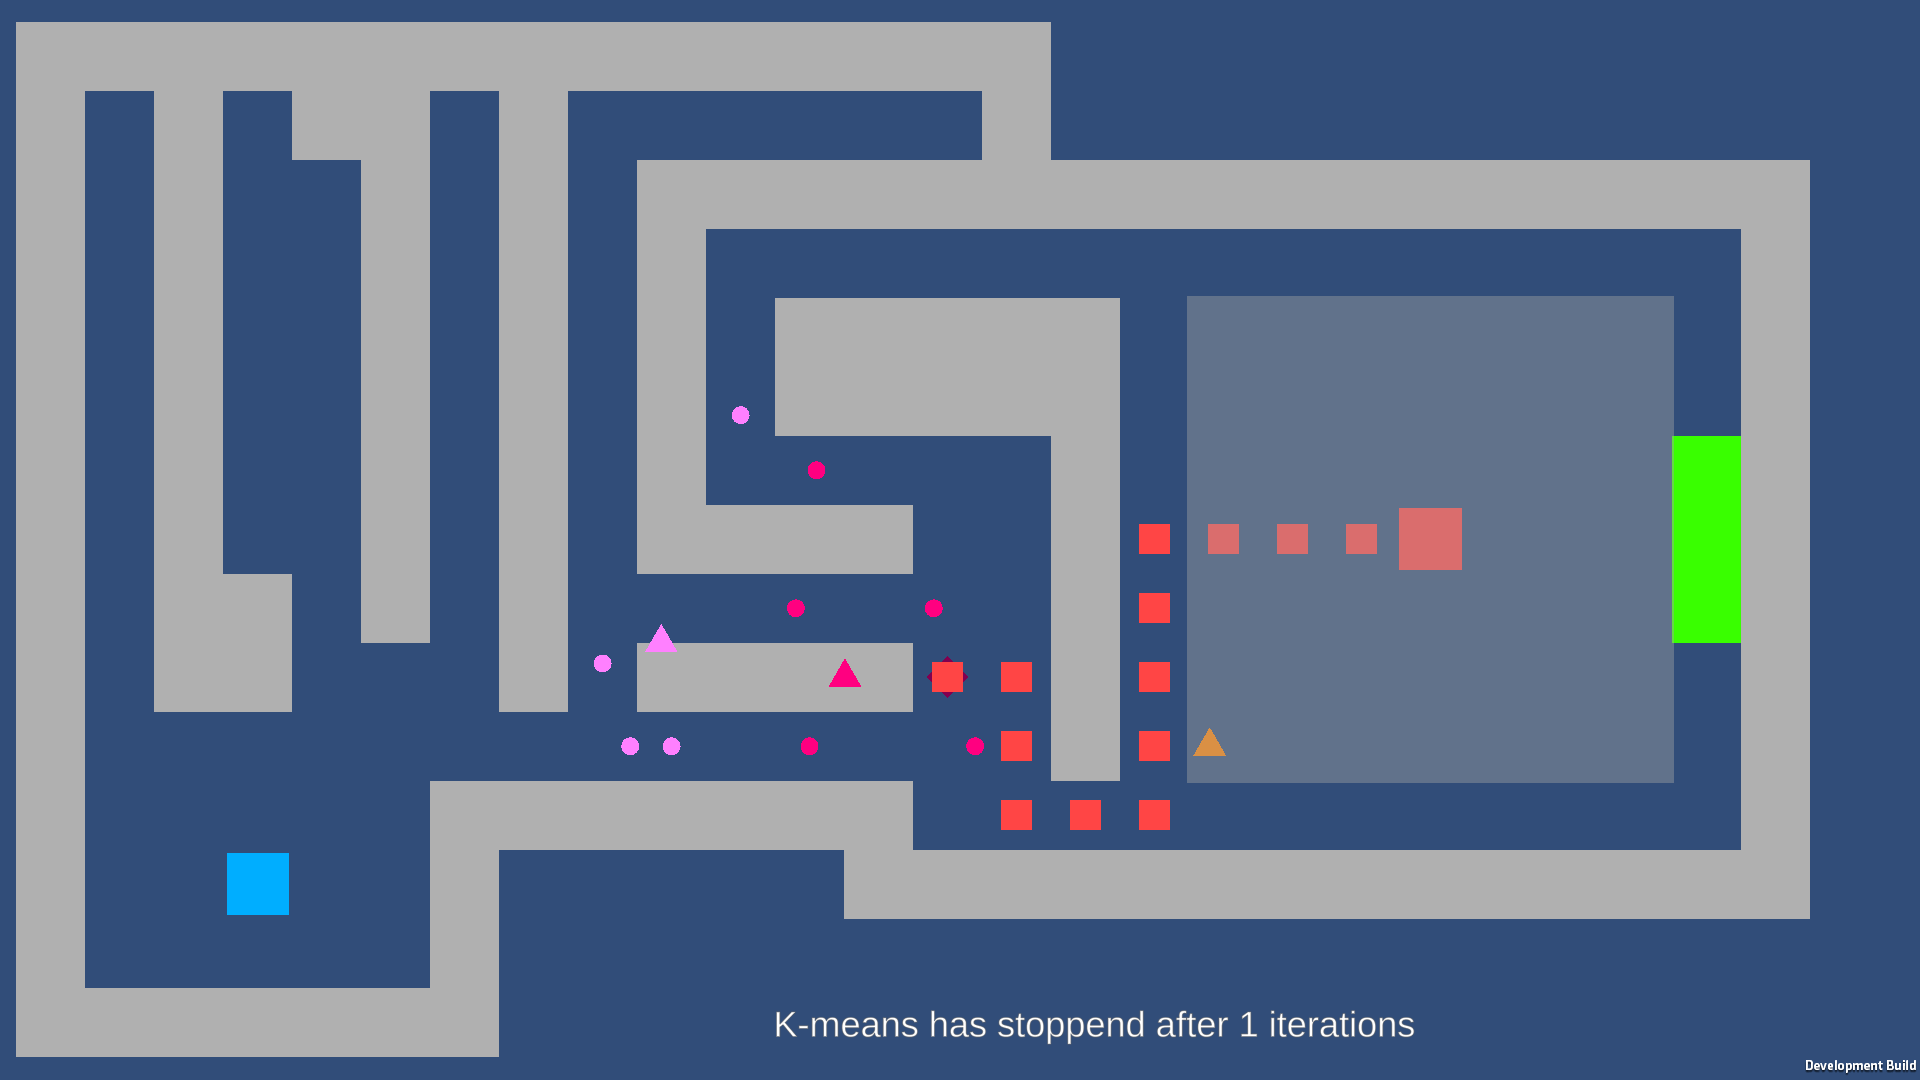 K-means has stoppend after 1 iterations
Development Build